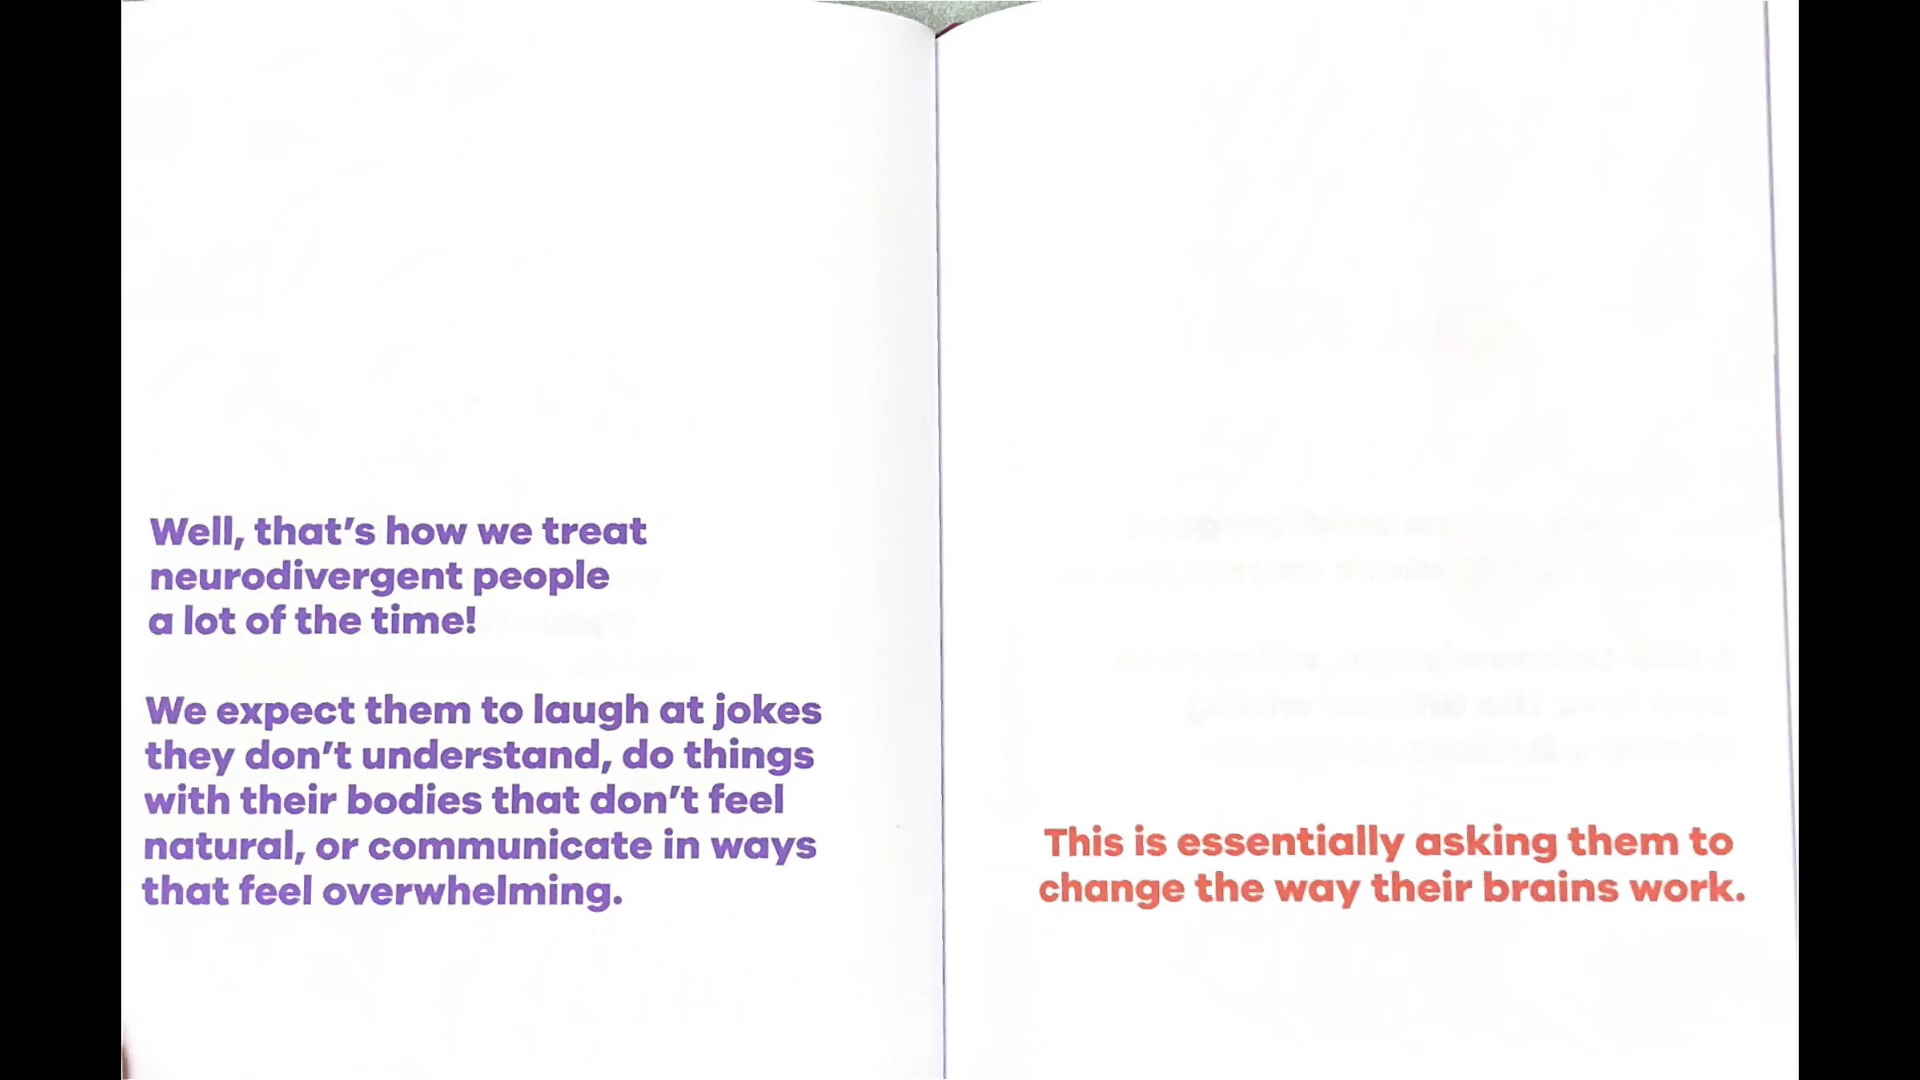 Well, that's how we treat
neurodivergent people
a lot of the time!
We expect them to laugh at jokes
they don't understand, do things
with their bodies that don't feel
natural, or communicate in ways
that feel overwhelming.
This is essentially asking them to
change the way their brains work.